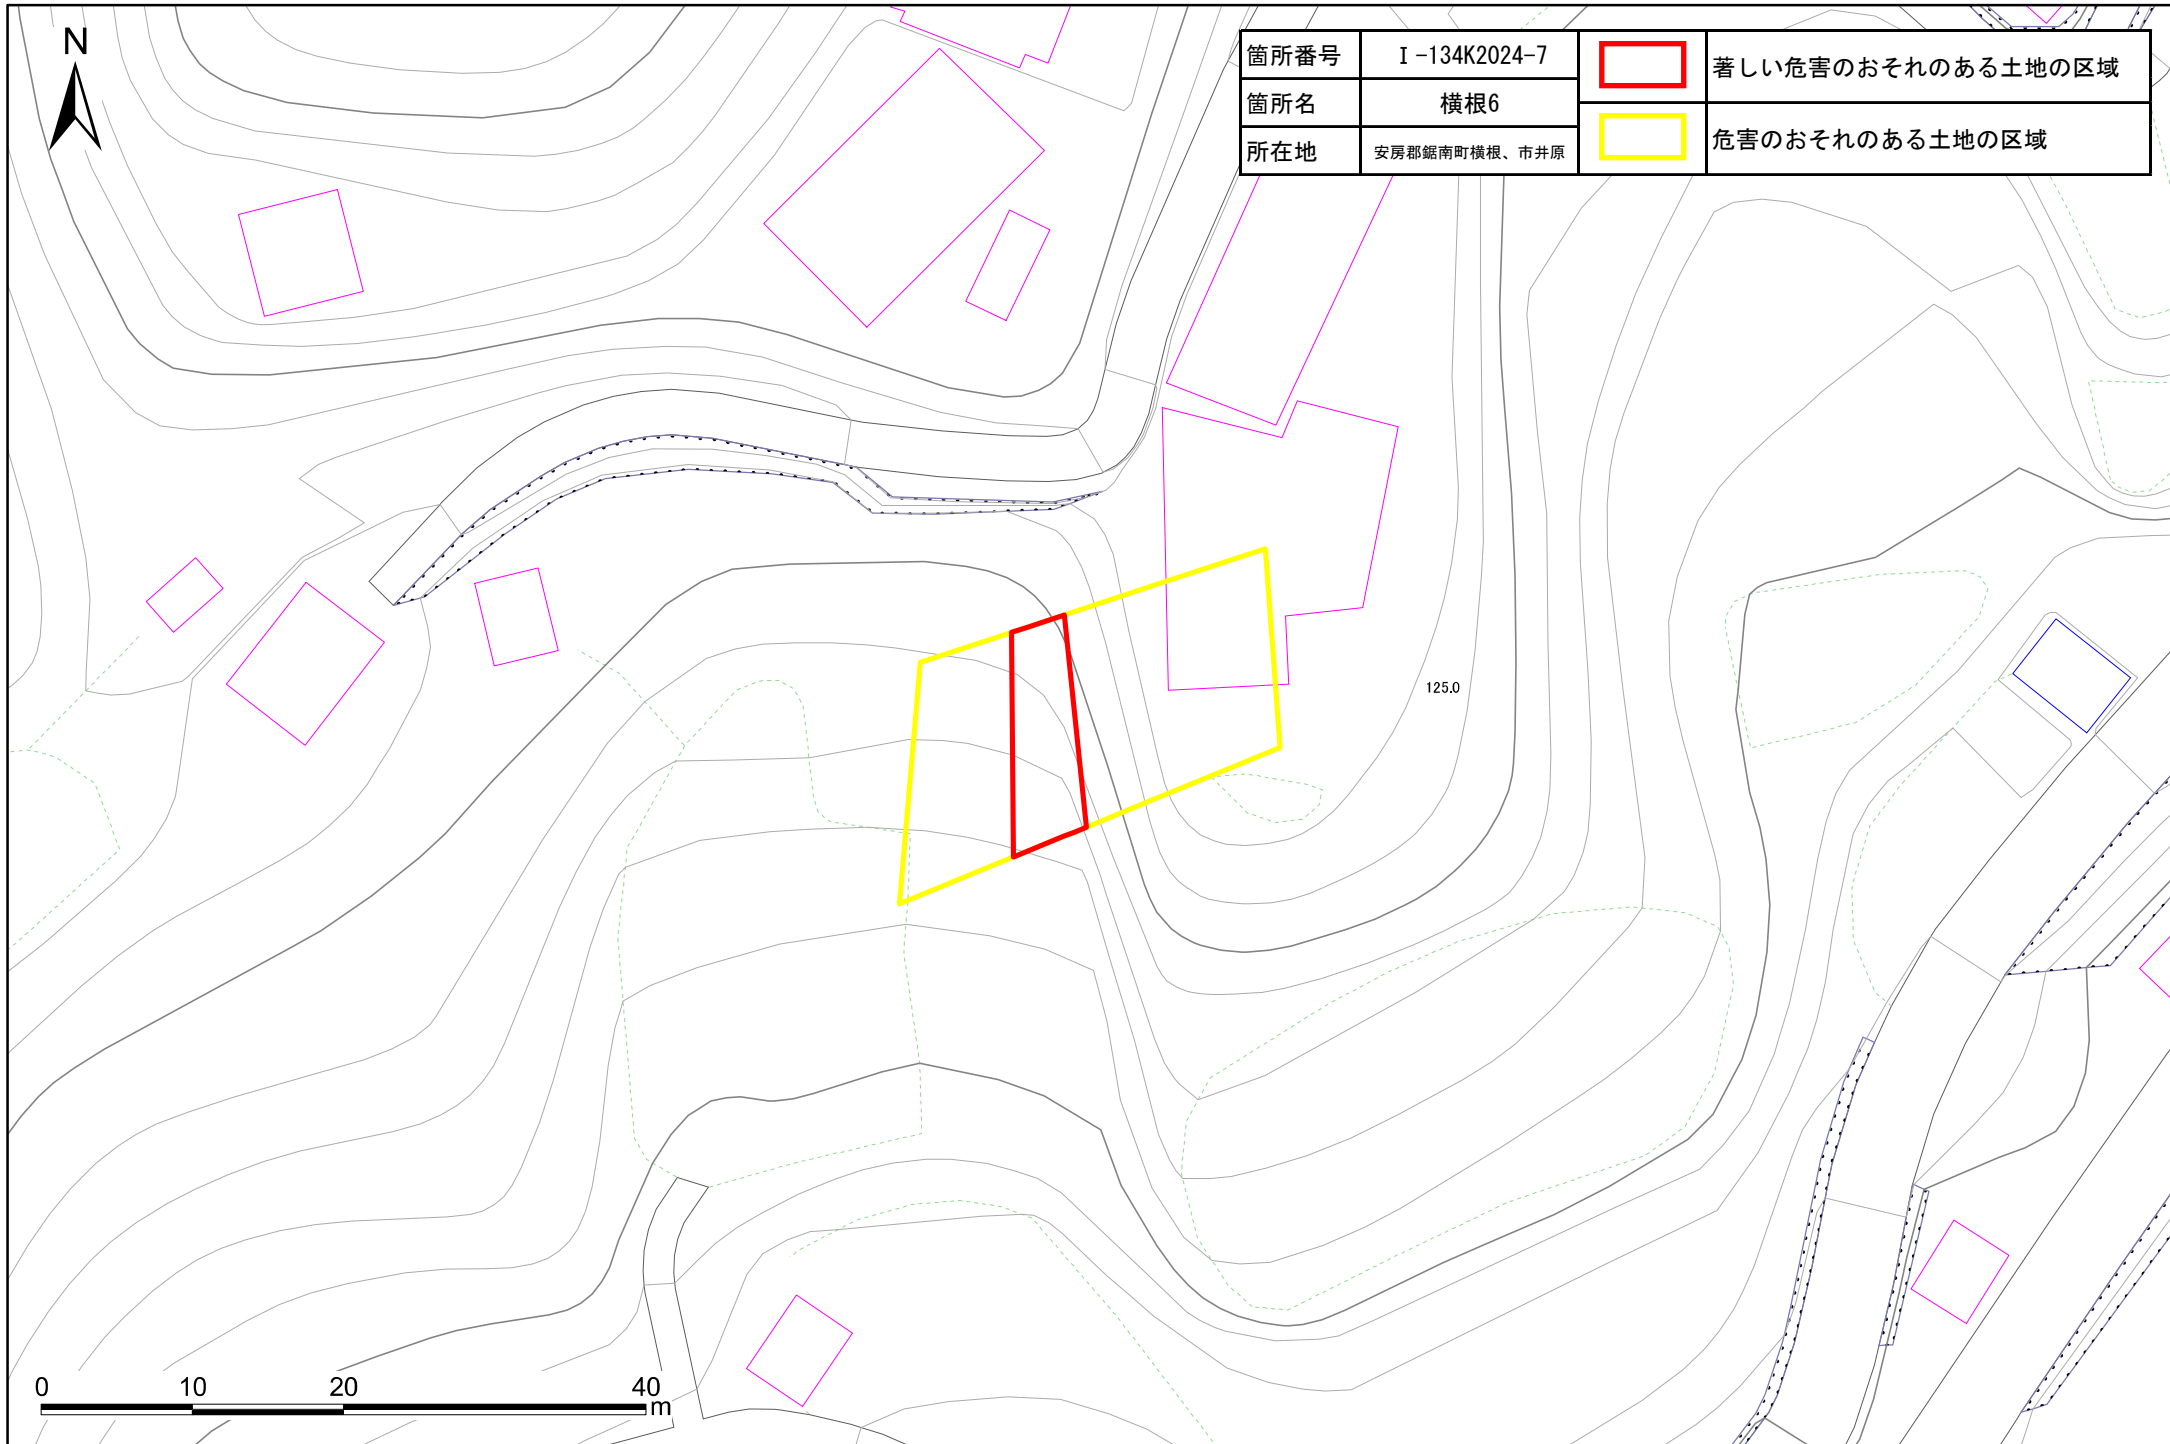 N
箇所番号 Ⅰ-134K2024-7
箇所名 横根6
所在地 安房郡鋸南町横根、市井原
著しい危害のおそれのある土地の区域
危害のおそれのある土地の区域
125.0
0 10 20 40
m